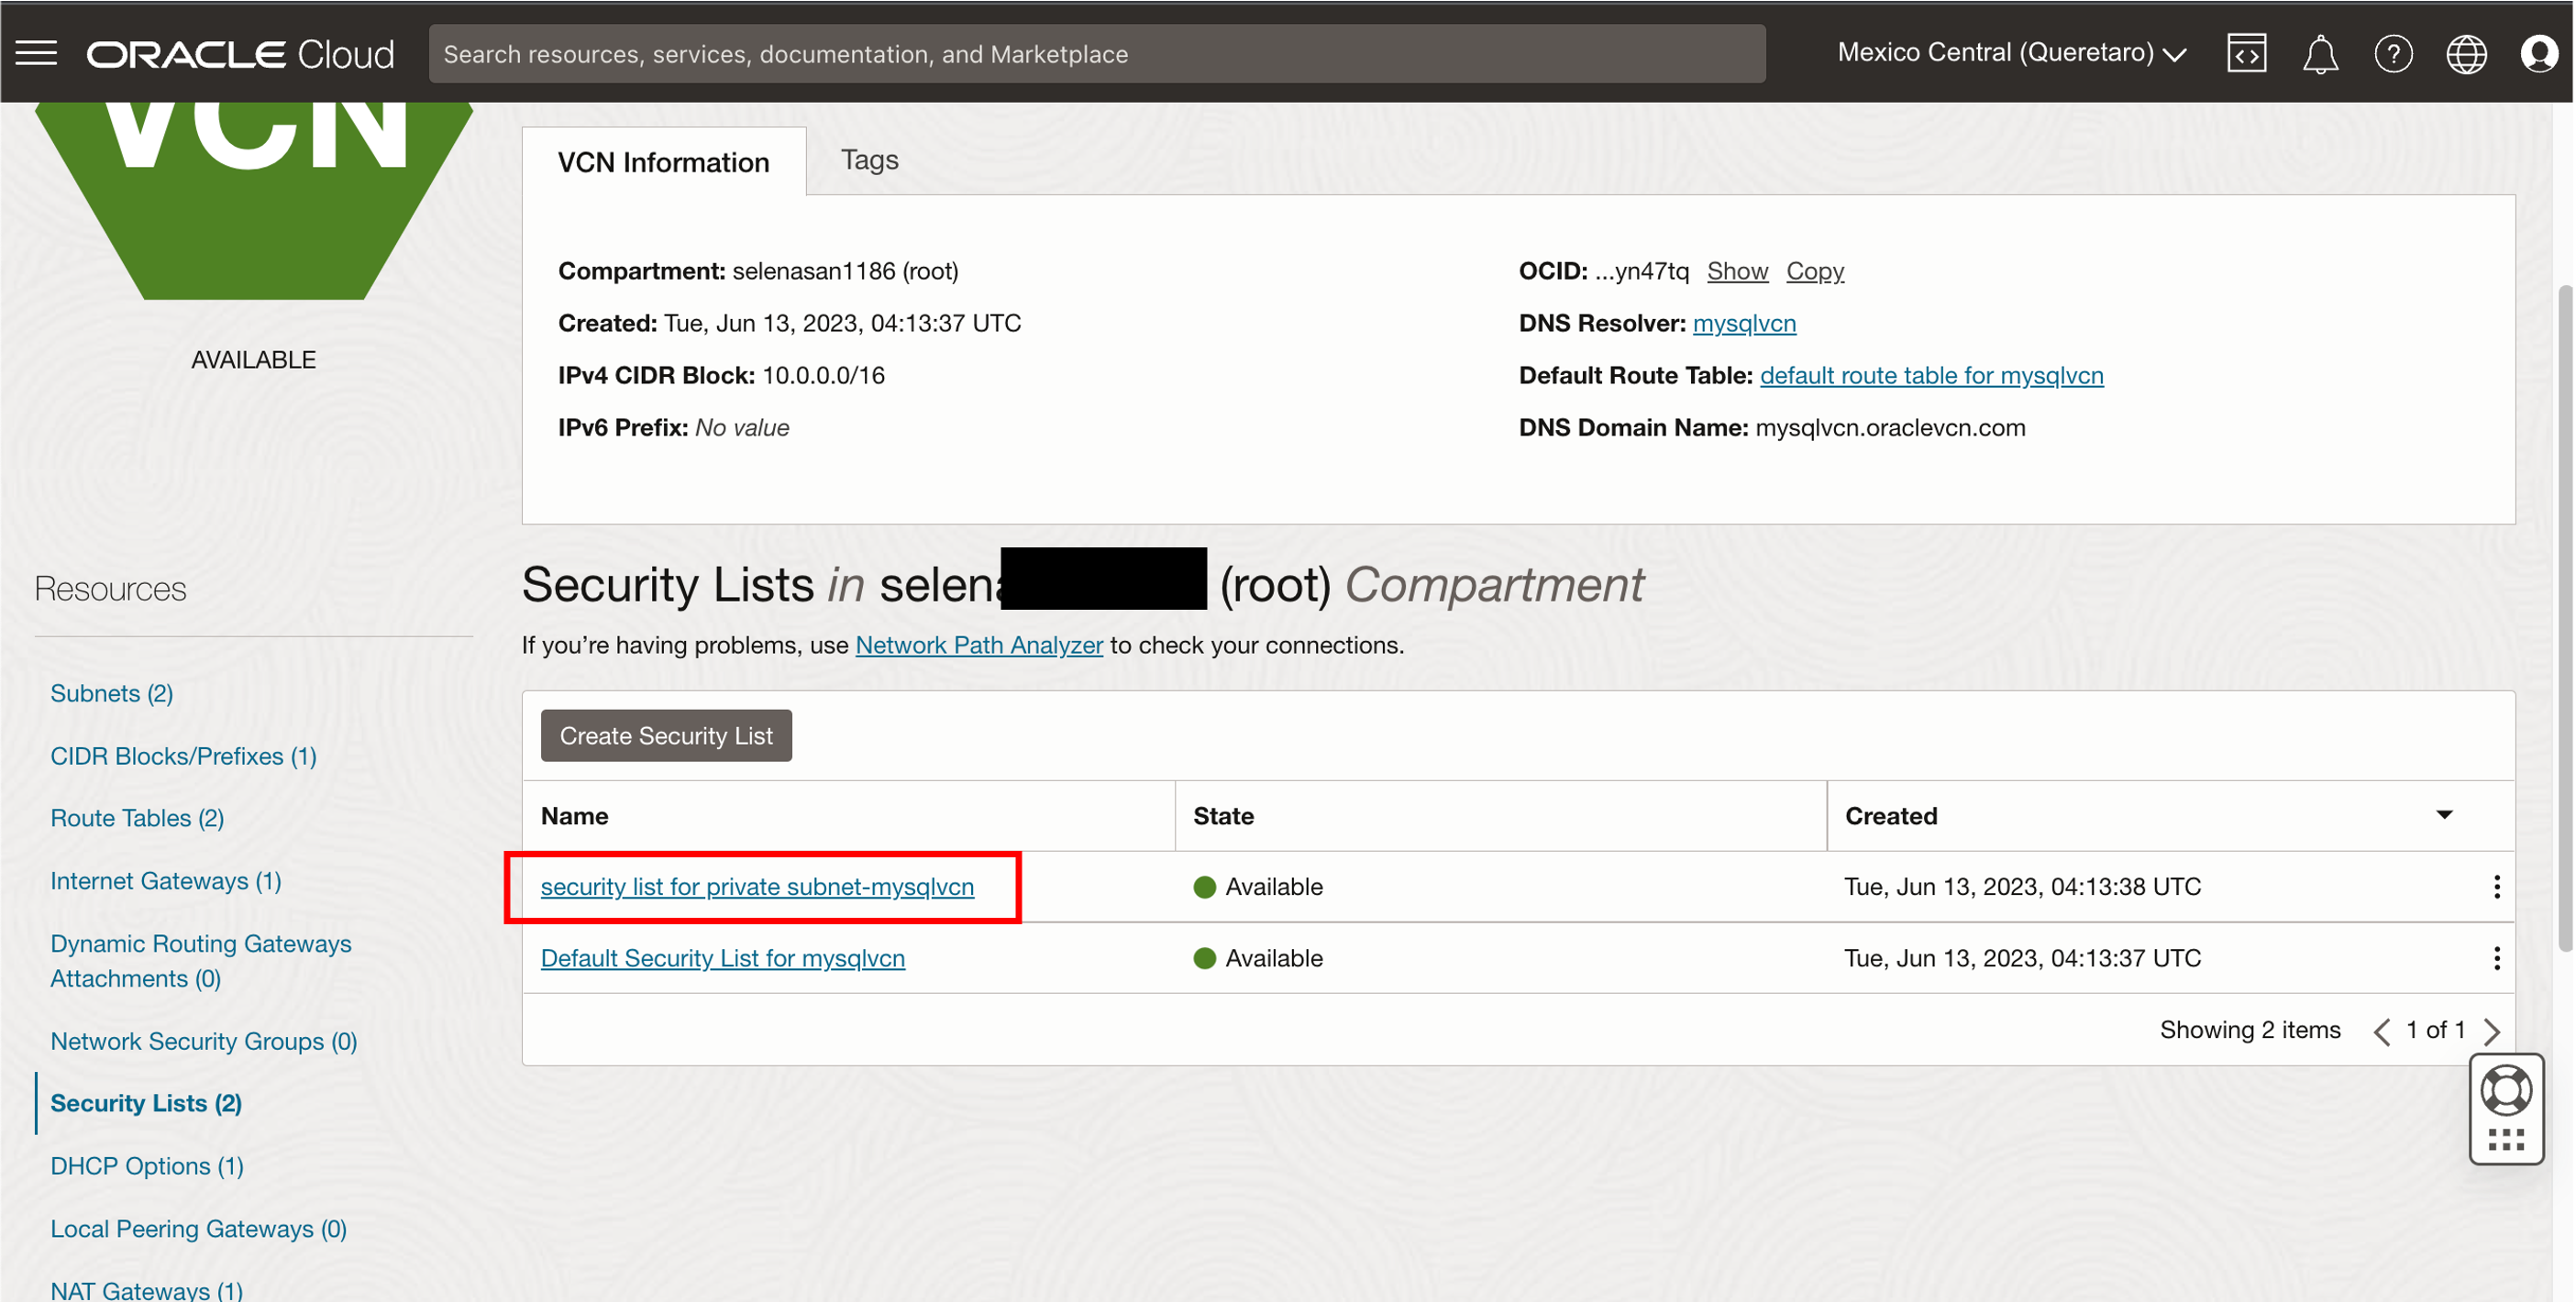 ORACLE Cloud
Search resources, services, documentation, and Marketplace
Mexico Central (Queretaro)
VCN
AVAILABLE
VCN Information
Tags
Compartment: selenasan1186 (root)
Created: Tue, Jun 13, 2023, 04:13:37 UTC
IPv4 CIDR Block: 10.0.0.0/16
IPv6 Prefix: No value
OCID: ...yn47tq Show Copy
DNS Resolver: mysqlvcn
Default Route Table: default route table for mysqlvcn
DNS Domain Name: mysqlvcn.oraclevcn.com
Resources
Subnets (2)
CIDR Blocks/Prefixes (1)
Route Tables (2)
Internet Gateways (1)
Dynamic Routing Gateways
Attachments (0)
Network Security Groups (0)
Security Lists (2)
DHCP Options (1)
Local Peering Gateways (0)
NAT Gateways (1)
Security Lists in selena (root) Compartment
If you’re having problems, use Network Path Analyzer to check your connections.
Create Security List
Name State Created
security list for private subnet-mysqlvcn Available Tue, Jun 13, 2023, 04:13:38 UTC
Default Security List for mysqlvcn Available Tue, Jun 13, 2023, 04:13:37 UTC
Showing 2 items 1 of 1